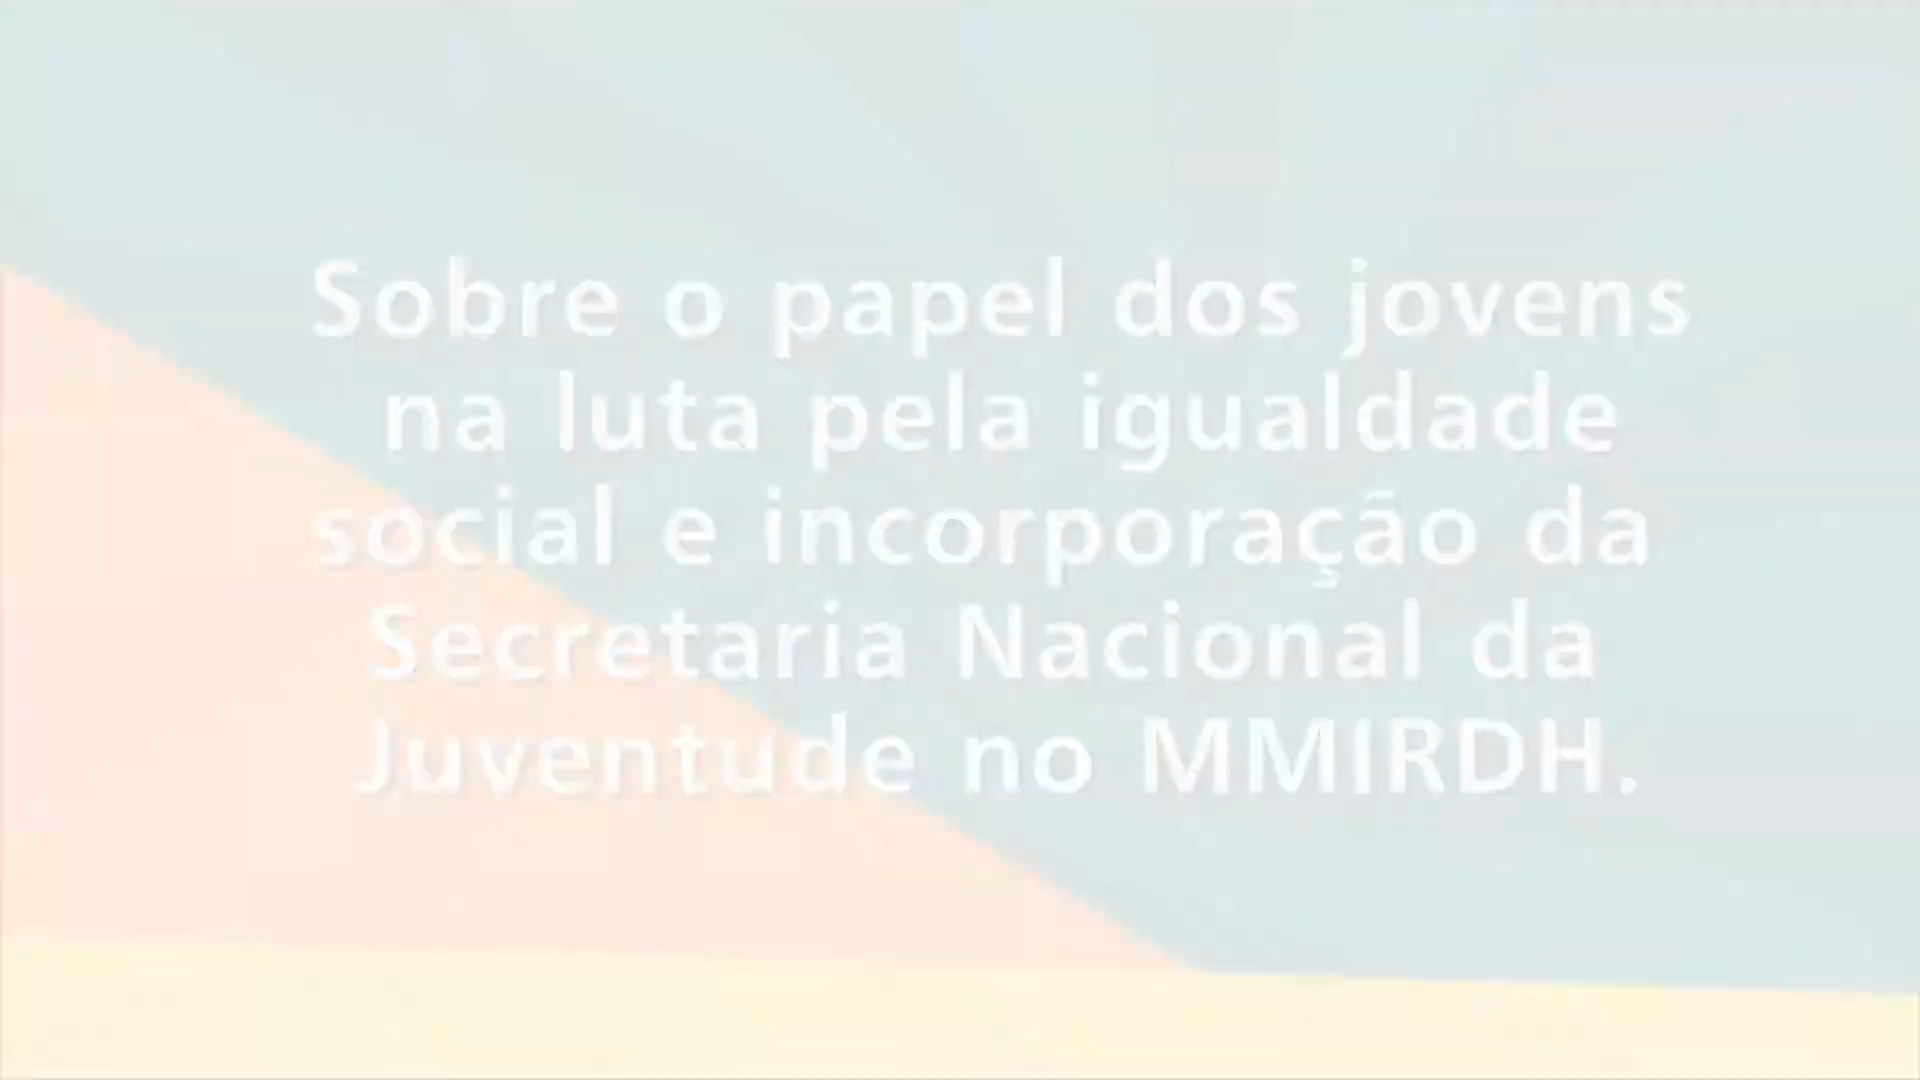 Sobre o papel dos jovens
na luta pela igualdade
social e incorporação da
Secretaria Nacional da
Juventude no MMIRDH.